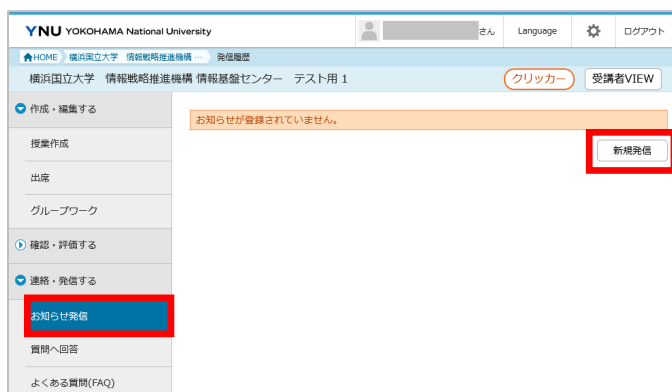 YNU YOKOHAMA National University さん Language ログアウト
HOME 横浜国立大学 情報戦略推進機構 … 発信履歴
横浜国立大学 情報戦略推進機構 情報基盤センター テスト用 1 クリッカー 受講者VIEW
作成・編集する
お知らせが登録されていません。
授業作成
新規発信
出席
グループワーク
確認・評価する
連絡・発信する
お知らせ発信
質問へ回答
よくある質問(FAQ)